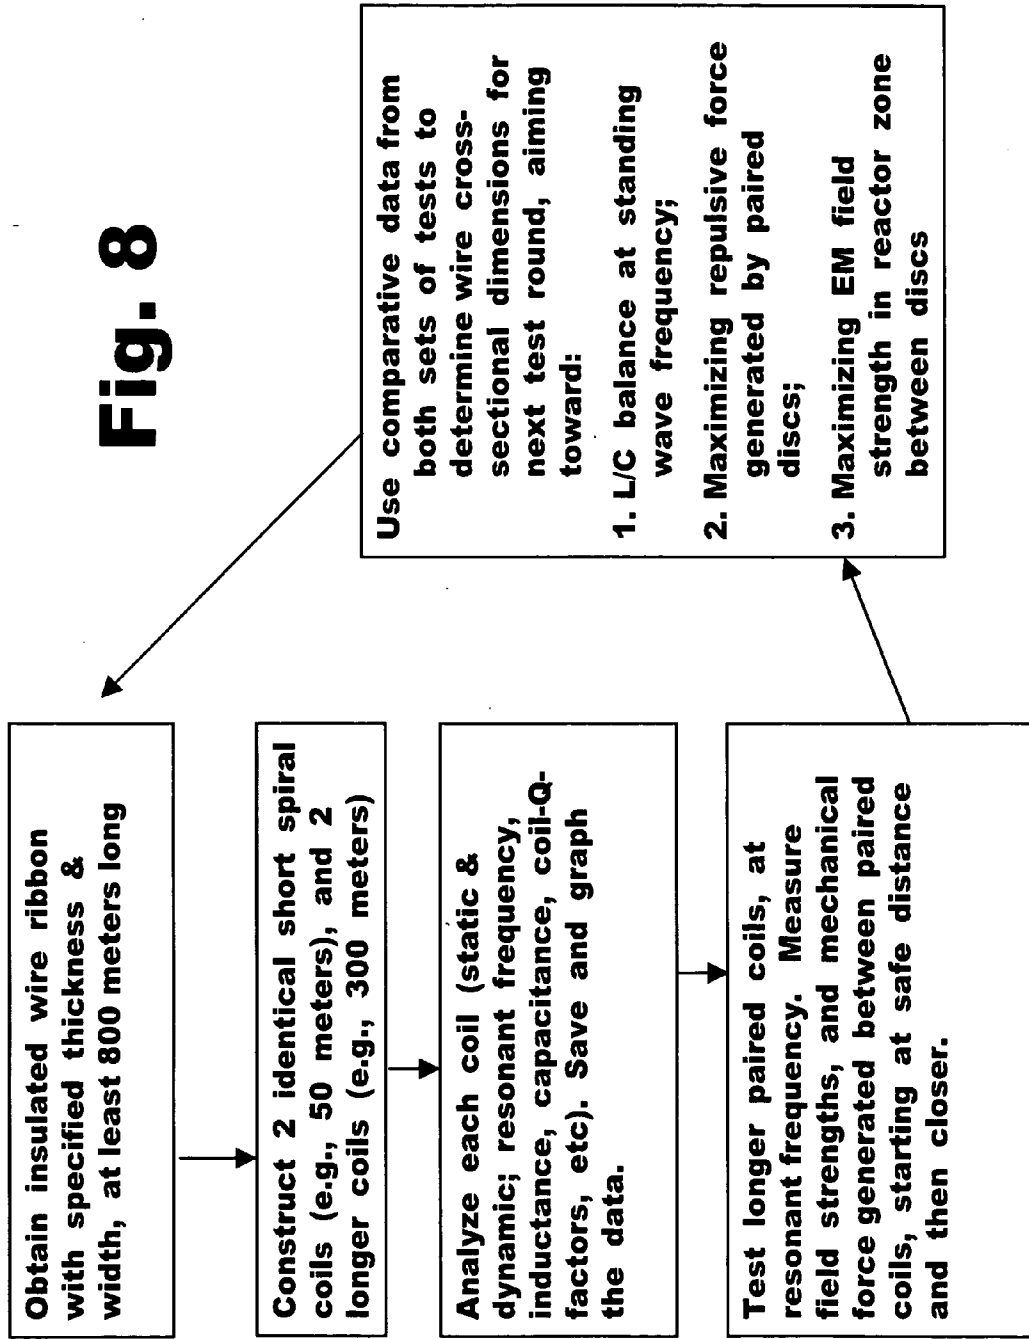 Fig. 8
Obtain insulated wire ribbon
with specified thickness &
width, at least 800 meters long
Construct 2 identical short spiral
coils (e.g., 50 meters), and 2
longer coils (e.g., 300 meters)
Analyze each coil (static &
dynamic; resonant frequency,
inductance, capacitance, coil-Q-
factors, etc). Save and graph
the data.
Test longer paired coils, at
resonant frequency. Measure
field strengths, and mechanical
force generated between paired
coils, starting at safe distance
and then closer.
Use comparative data from
both sets of tests to
determine wire cross-
sectional dimensions for
next test round, aiming
toward:
1. L/C balance at standing
wave frequency;
2. Maximizing repulsive force
generated by paired
discs;
3. Maximizing EM field
strength in reactor zone
between discs